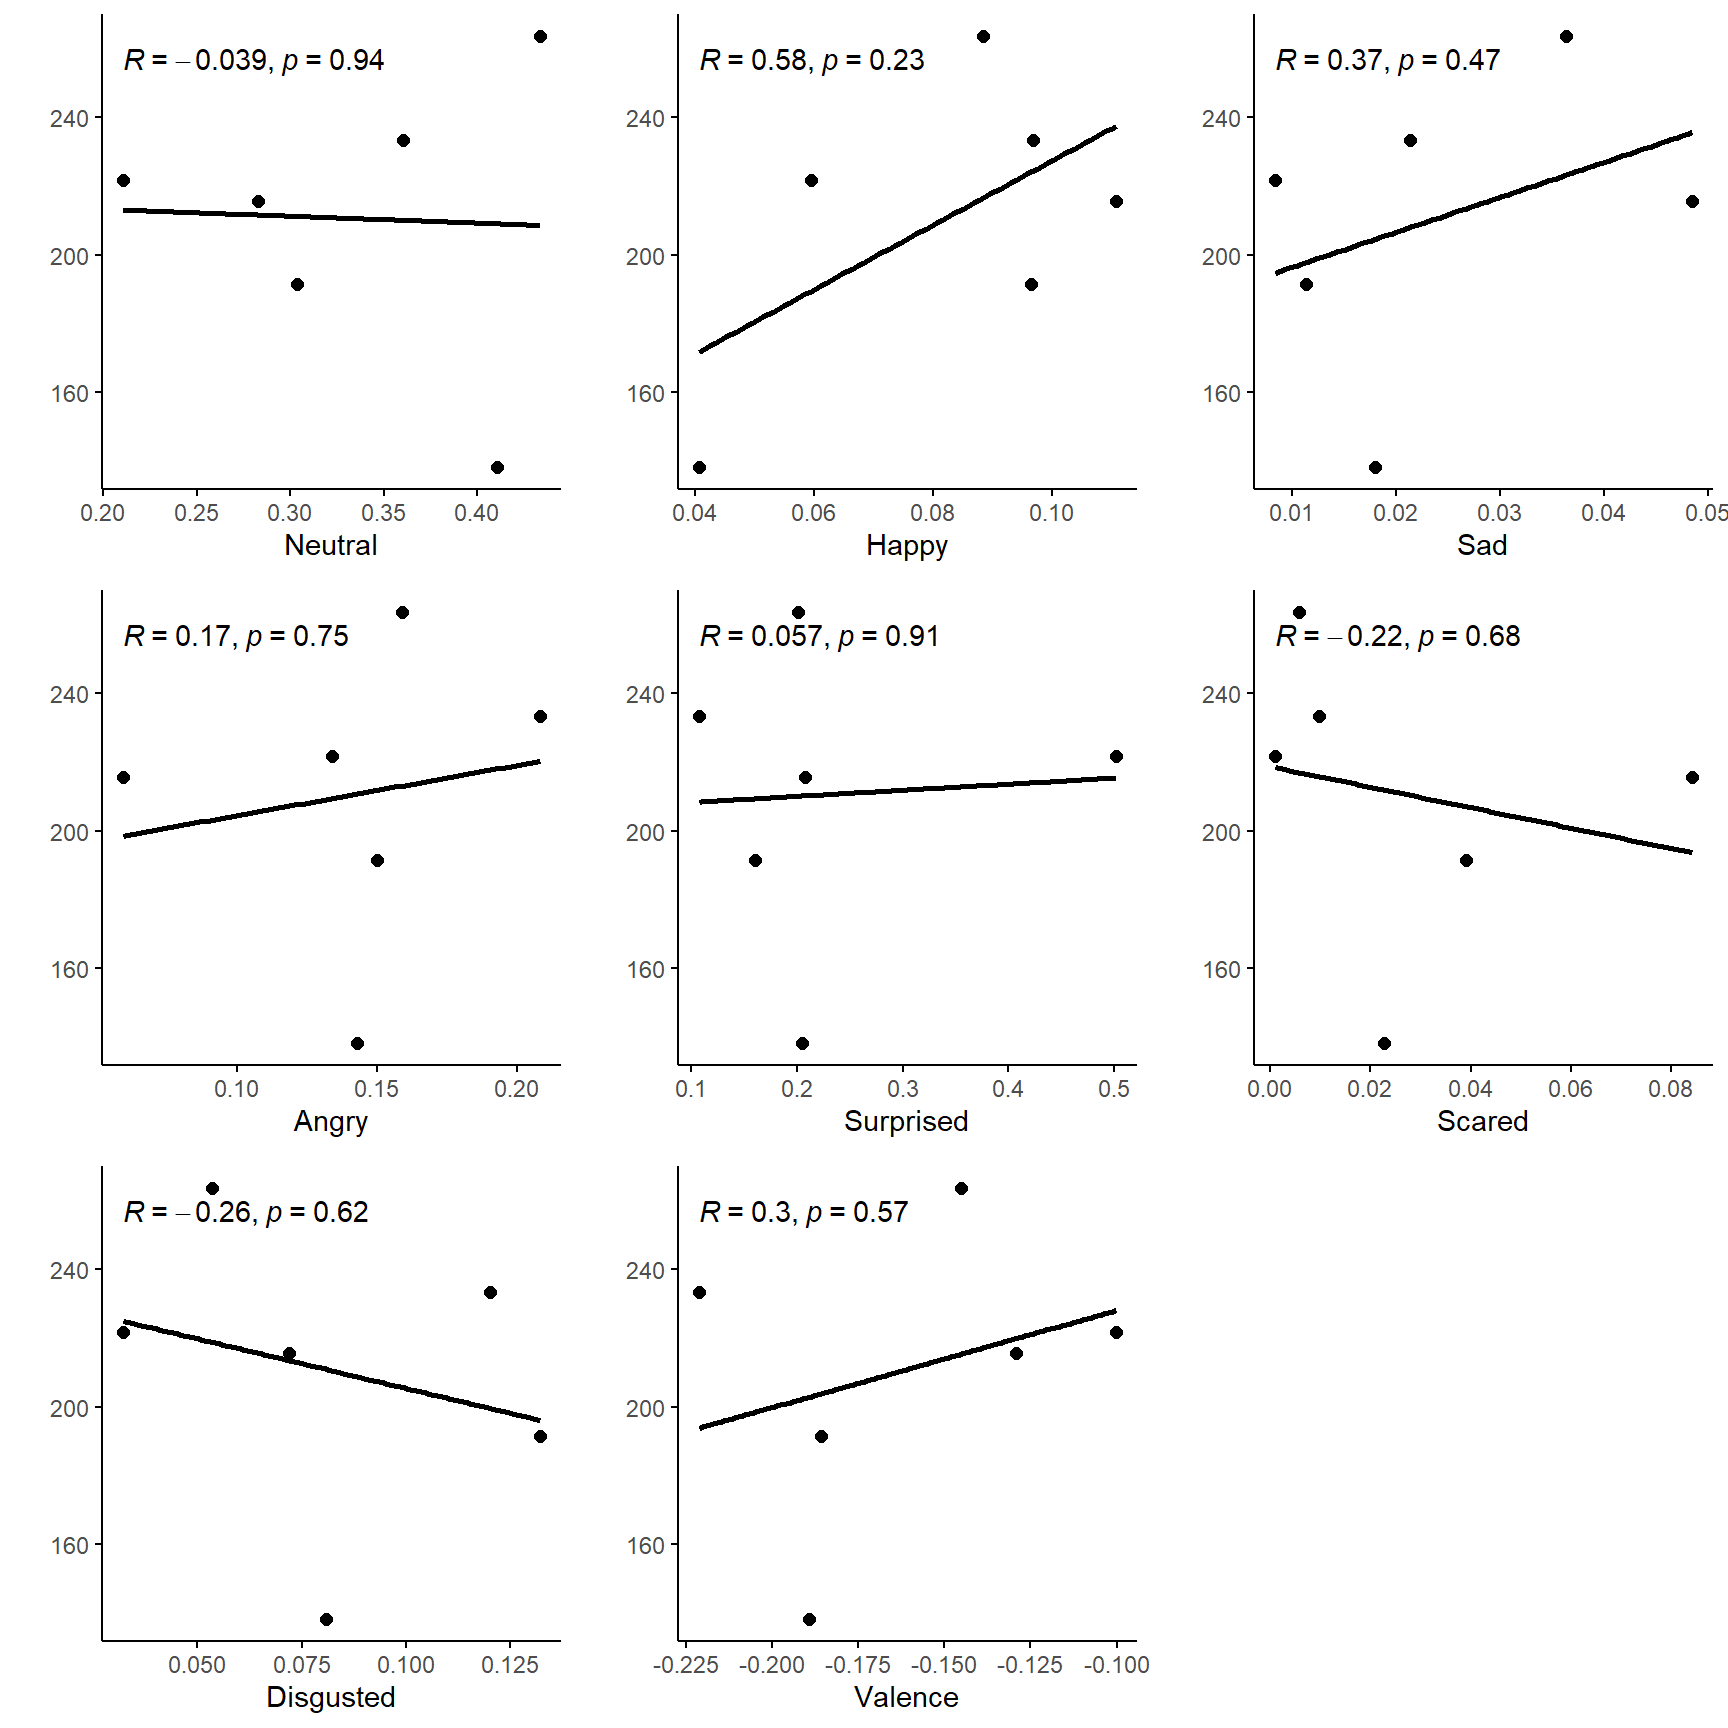 R = −0.039, p = 0.94
240
200
160
0.20 0.25 0.30 0.35 0.40
Neutral
R = 0.58, p = 0.23
240
200
160
0.04 0.06 0.08 0.10
Happy
R = 0.37, p = 0.47
240
200
160
0.01 0.02 0.03 0.04 0.05
Sad
R = 0.17, p = 0.75
240
200
160
0.10 0.15 0.20
Angry
R = 0.057, p = 0.91
240
200
160
0.1 0.2 0.3 0.4 0.5
Surprised
R = −0.22, p = 0.68
240
200
160
0.00 0.02 0.04 0.06 0.08
Scared
R = −0.26, p = 0.62
240
200
160
0.050 0.075 0.100 0.125
Disgusted
R = 0.3, p = 0.57
240
200
160
-0.225 -0.200 -0.175 -0.150 -0.125 -0.100
Valence